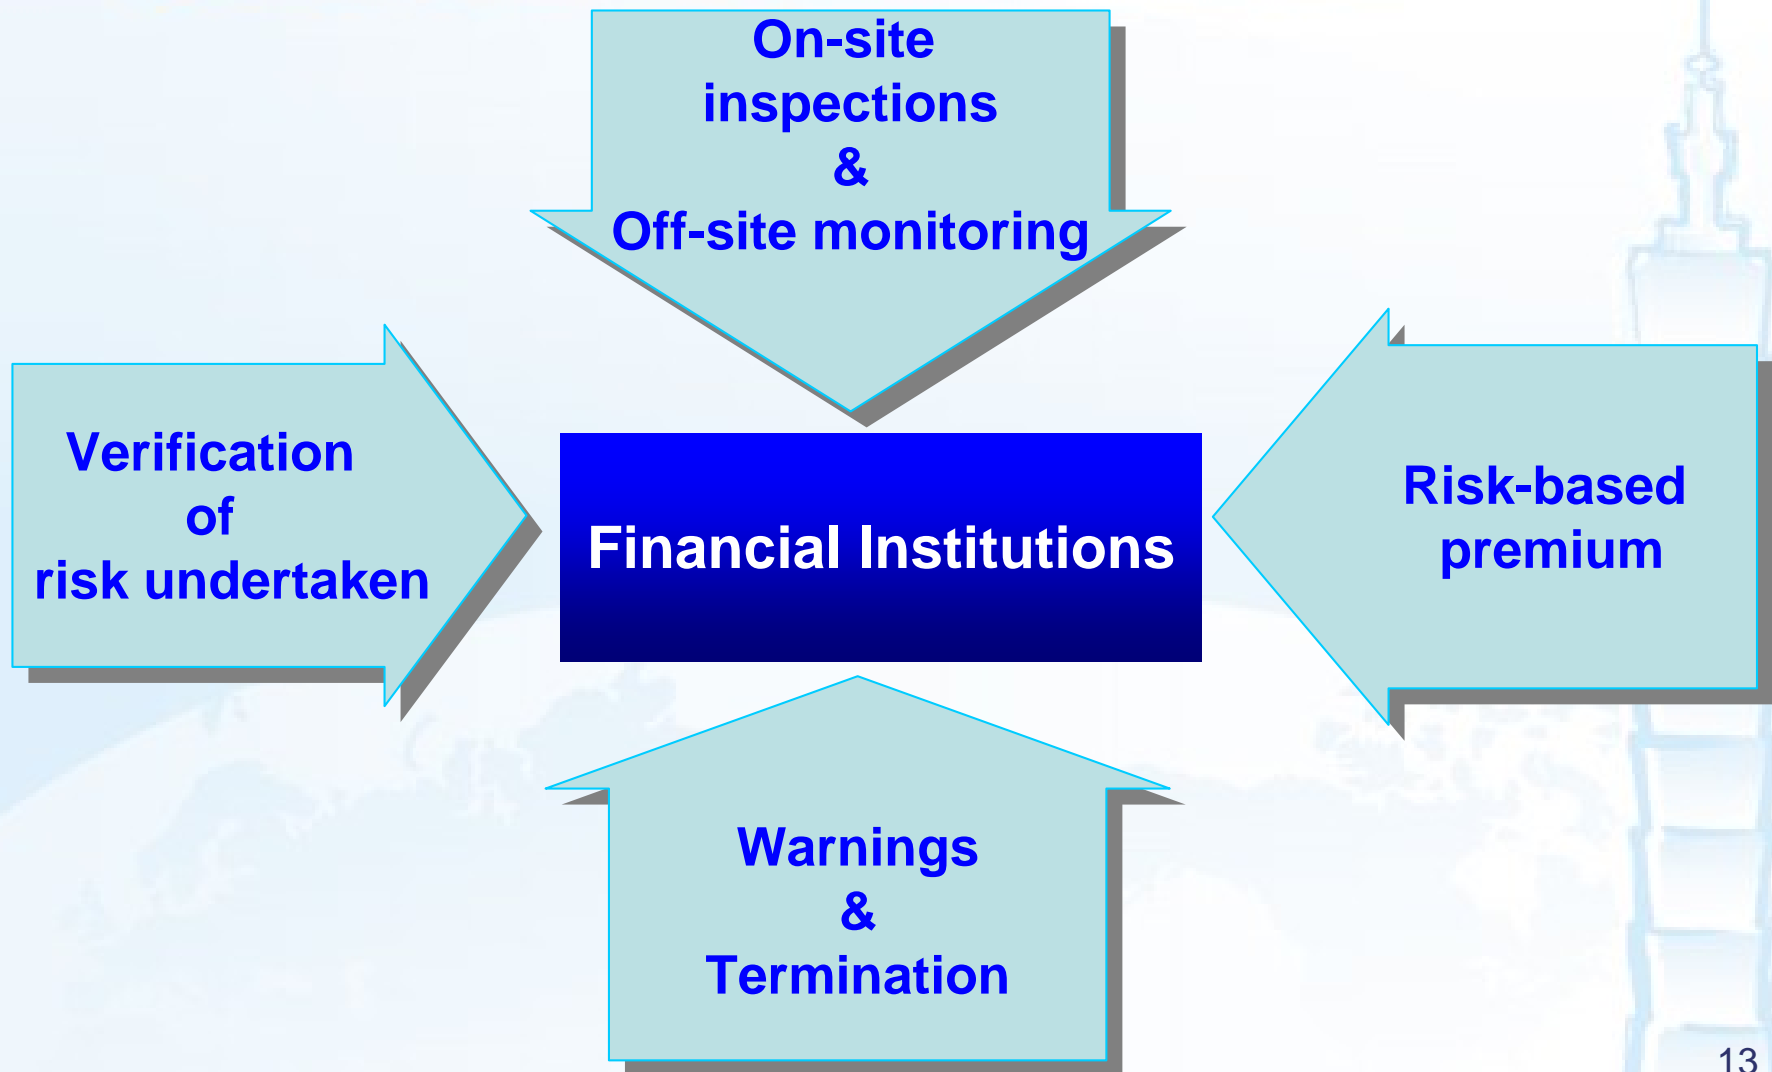 On-site
inspections
&
Off-site monitoring
Verification
of
risk undertaken
Financial Institutions
Risk-based
premium
Warnings
&
Termination
13